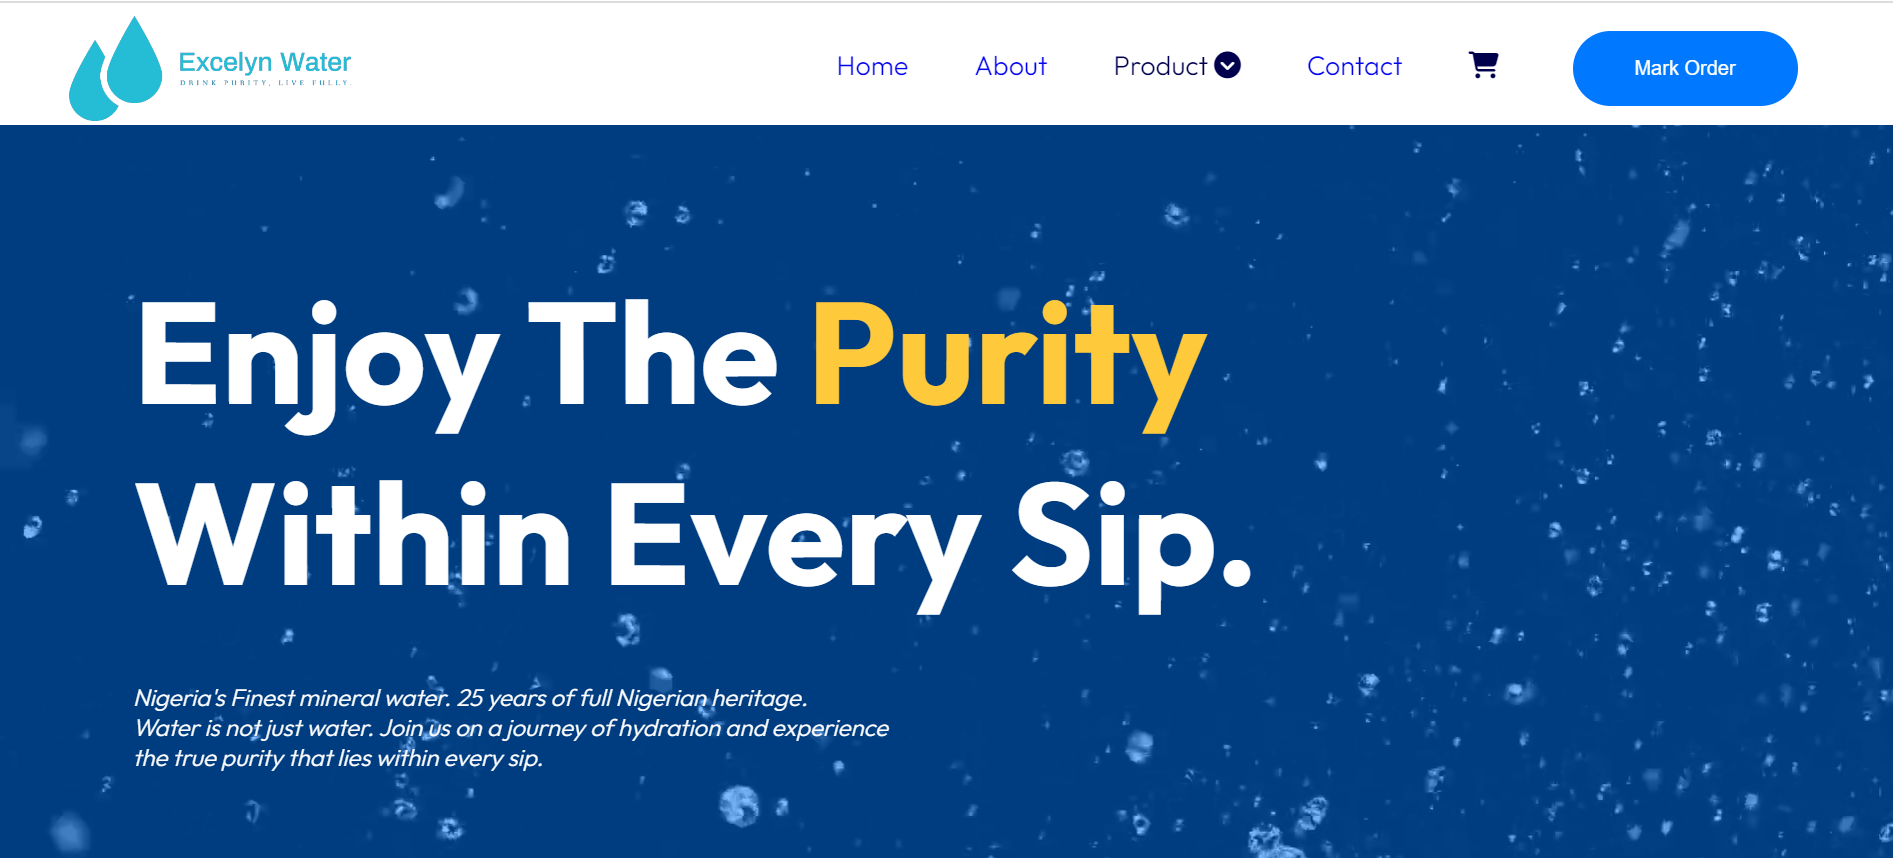 Excelyn Water
DRINK PURITY, LIVE FULLY.
Home
About
Product
Contact
Mark Order
Enjoy The Purity
Within Every Sip.
Nigeria's Finest mineral water. 25 years of full Nigerian heritage.
Water is not just water. Join us on a journey of hydration and experience
the true purity that lies within every sip.